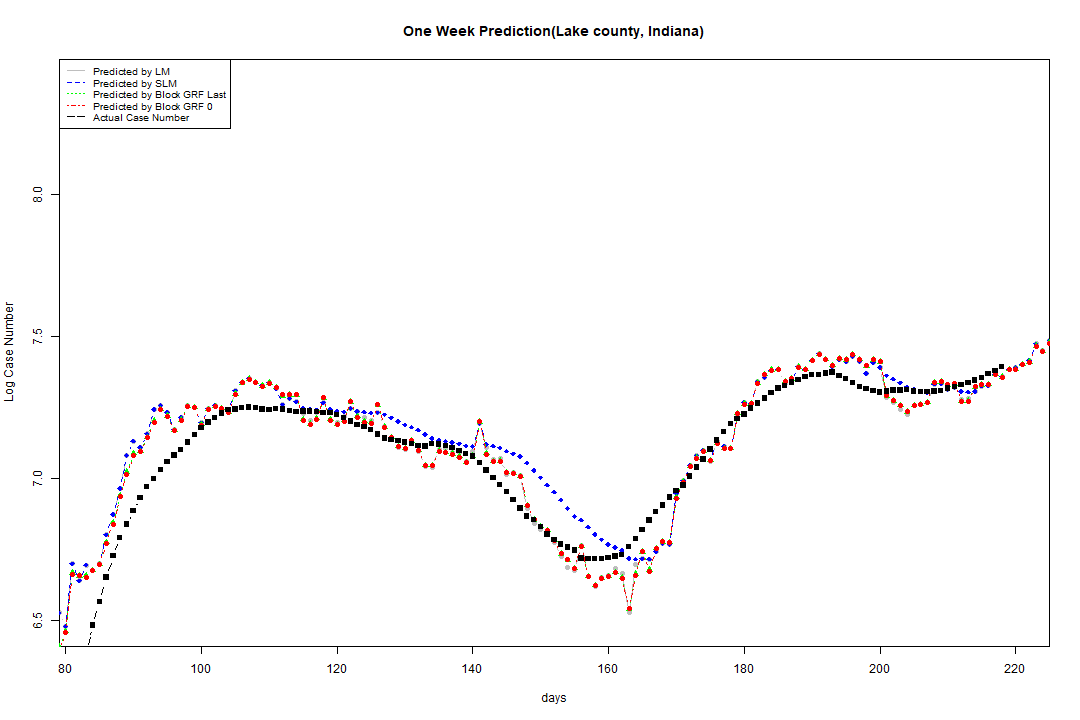 One Week Prediction(Lake county, Indiana)
Predicted by LM
Predicted by SLM
Predicted by Block GRF Last
Predicted by Block GRF 0
Actual Case Number
Log Case Number
8.0
7.5
7.0
6.5
80 100 120 140 160 180 200 220
days